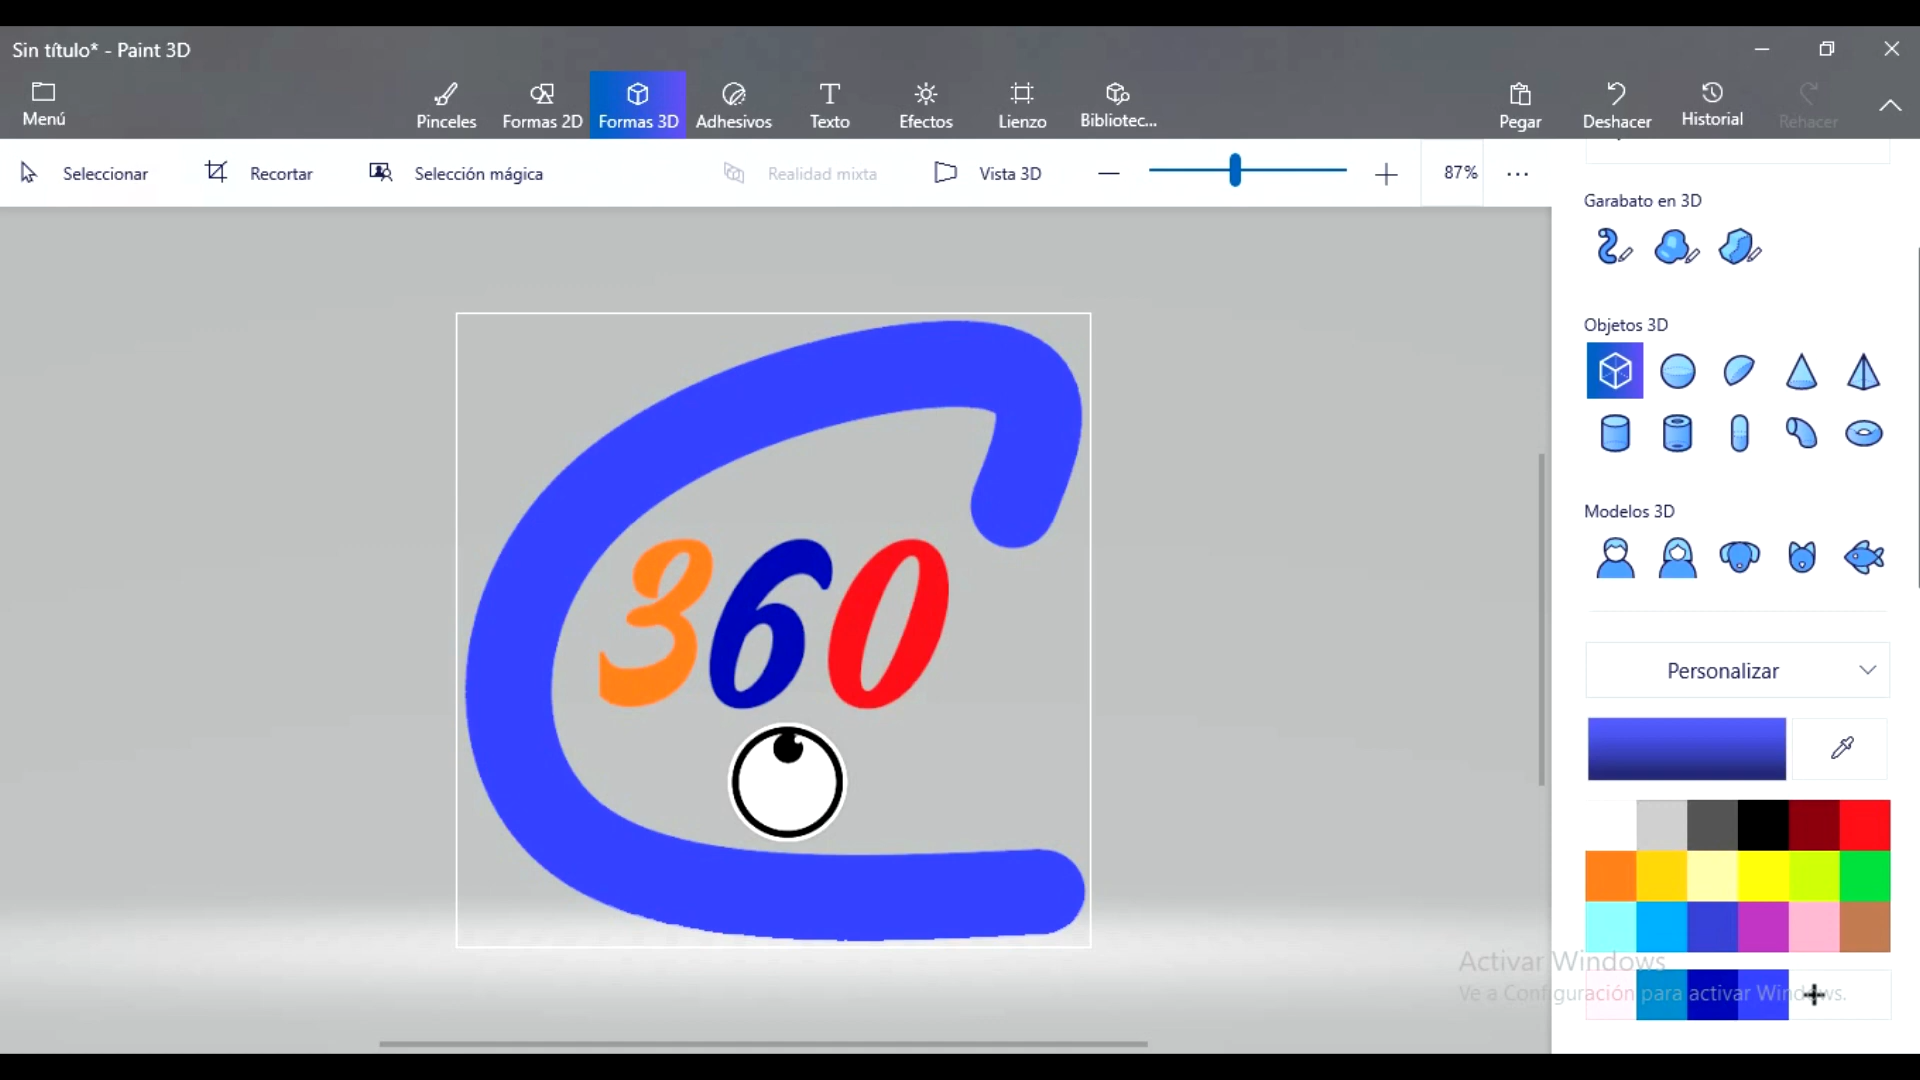 Sin título* - Paint 3D
Menú
Pinceles
Formas 2D
Formas 3D
Adhesivos
Texto
Efectos
Lienzo
Bibliotec...
Pegar
Deshacer
Historial
Rehacer
Seleccionar
Recortar
Selección mágica
Realidad mixta
Vista 3D
87%
Garabato en 3D
Objetos 3D
Modelos 3D
Personalizar
360
Activar Windows
Ve a Configuración para activar Windows.